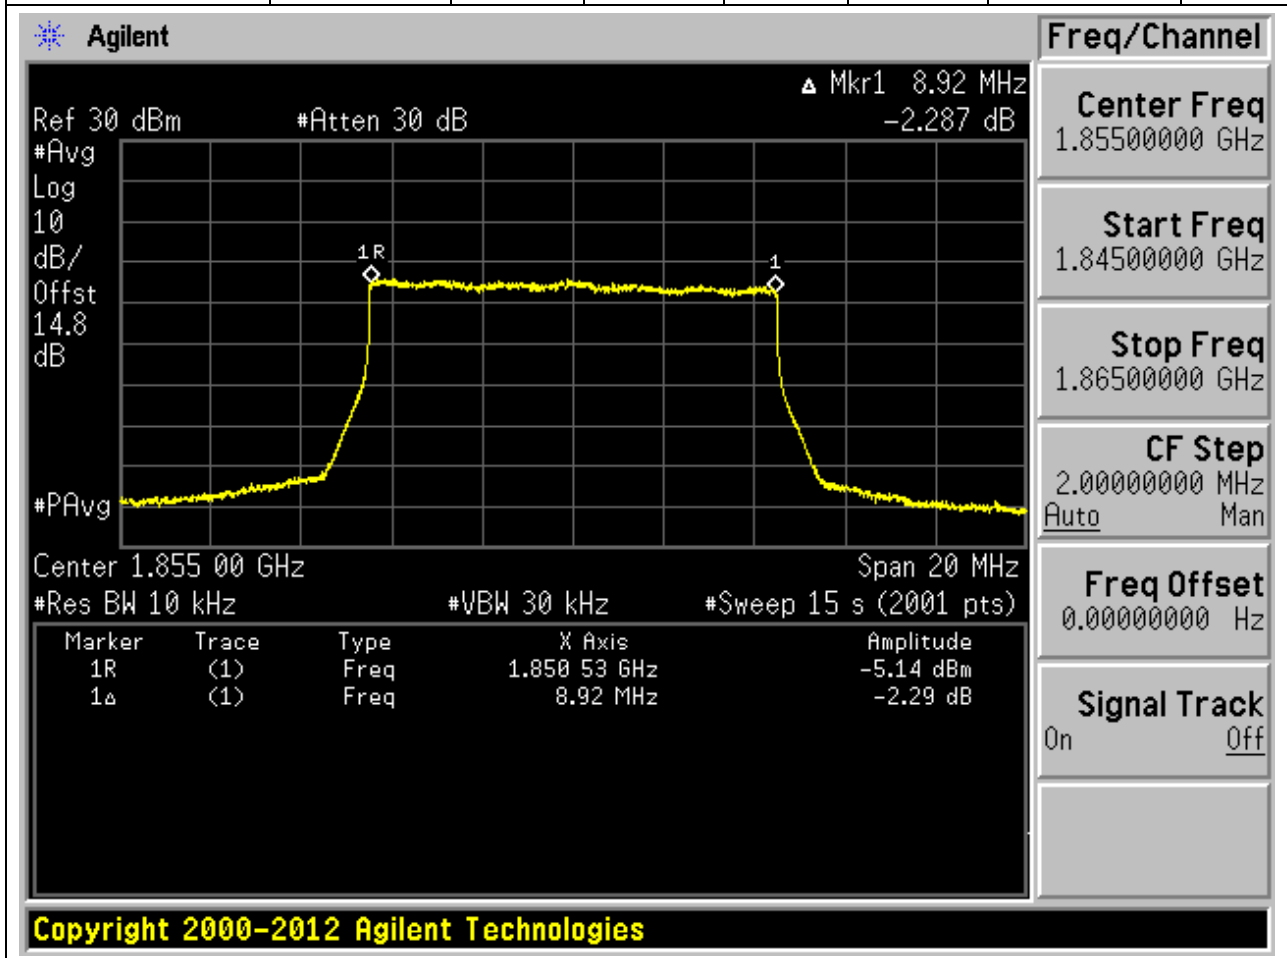 Agilent
Freq/Channel
Δ Mkr1 8.92 MHz
Ref 30 dBm #Atten 30 dB -2.287 dB
#Avg
Log
10
dB/
Offst
14.8
dB
#PAvg
1R
1
Center 1.855 00 GHz Span 20 MHz
#Res BW 10 kHz #VBW 30 kHz #Sweep 15 s (2001 pts)
Marker Trace Type X Axis Amplitude
1R (1) Freq 1.850 53 GHz -5.14 dBm
1Δ (1) Freq 8.92 MHz -2.29 dB
Center Freq
1.85500000 GHz
Start Freq
1.84500000 GHz
Stop Freq
1.86500000 GHz
CF Step
2.00000000 MHz
Auto Man
Freq Offset
0.00000000 Hz
Signal Track
On Off
Copyright 2000-2012 Agilent Technologies